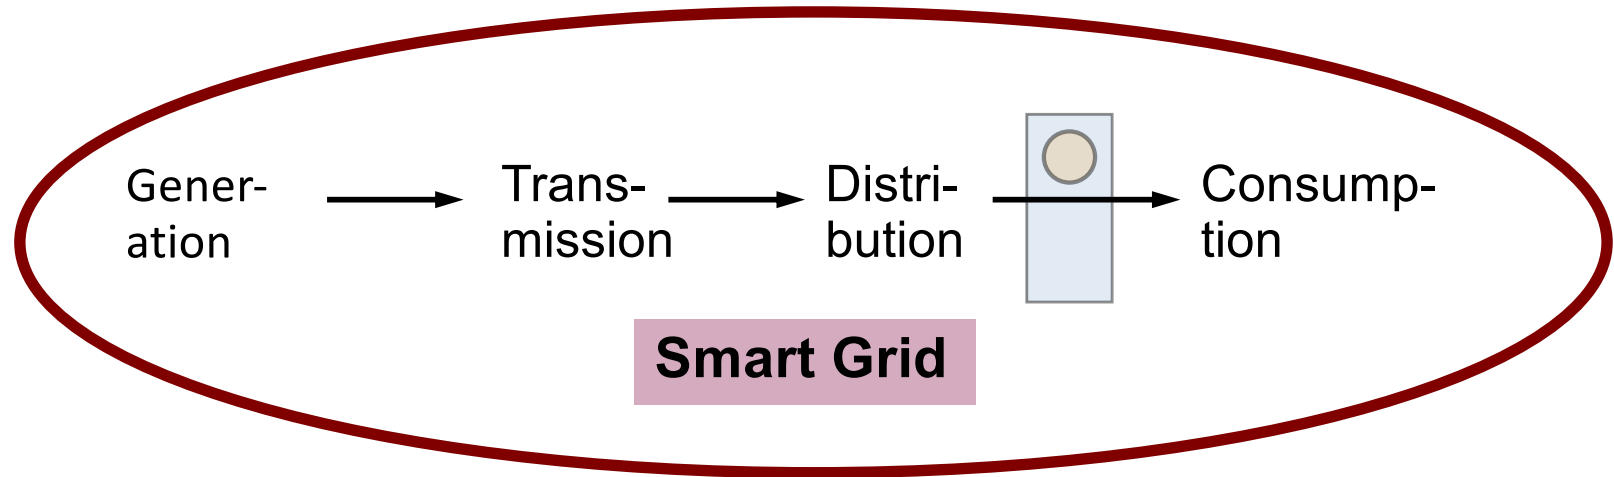 Gener-
ation
Trans-
mission
Distri-
bution
Consump-
tion
Smart Grid